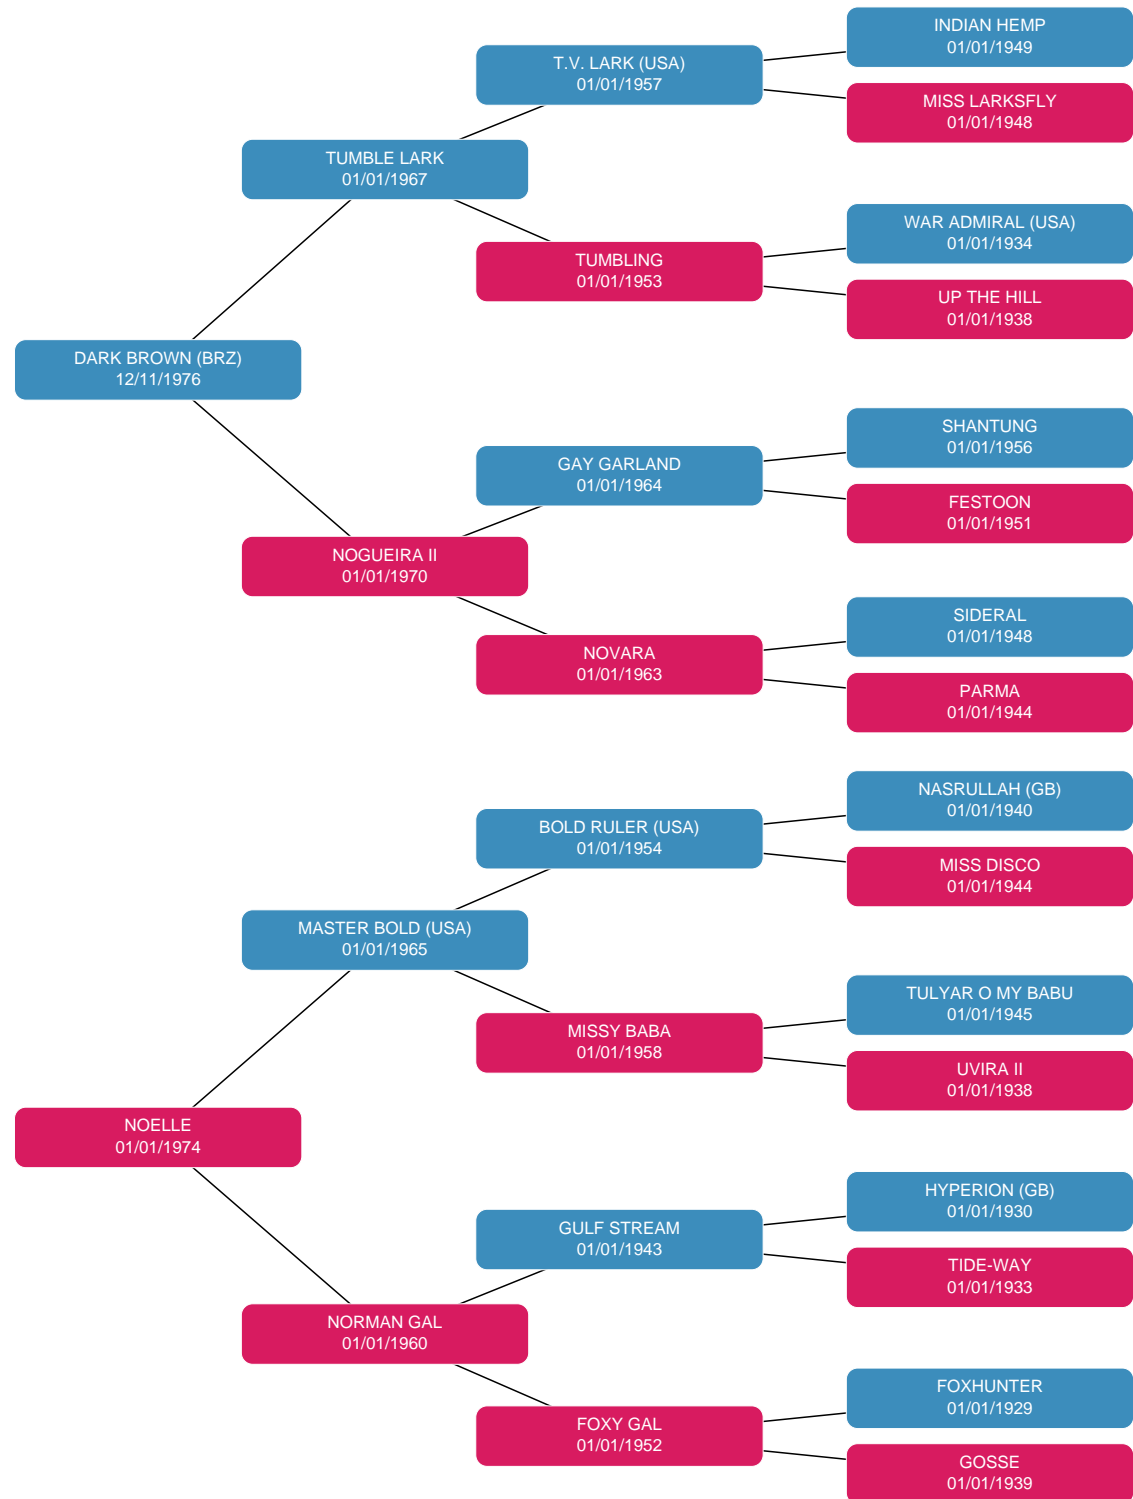 INDIAN HEMP
01/01/1949
T.V. LARK (USA)
01/01/1957
MISS LARKSFLY
01/01/1948
TUMBLE LARK
01/01/1967
WAR ADMIRAL (USA)
01/01/1934
TUMBLING
01/01/1953
UP THE HILL
01/01/1938
DARK BROWN (BRZ)
12/11/1976
SHANTUNG
01/01/1956
GAY GARLAND
01/01/1964
FESTOON
01/01/1951
NOGUEIRA II
01/01/1970
SIDERAL
01/01/1948
NOVARA
01/01/1963
PARMA
01/01/1944
NASRULLAH (GB)
01/01/1940
BOLD RULER (USA)
01/01/1954
MISS DISCO
01/01/1944
MASTER BOLD (USA)
01/01/1965
TULYAR O MY BABU
01/01/1945
MISSY BABA
01/01/1958
UVIRA II
01/01/1938
NOELLE
01/01/1974
HYPERION (GB)
01/01/1930
GULF STREAM
01/01/1943
TIDE-WAY
01/01/1933
NORMAN GAL
01/01/1960
FOXHUNTER
01/01/1929
FOXY GAL
01/01/1952
GOSSE
01/01/1939